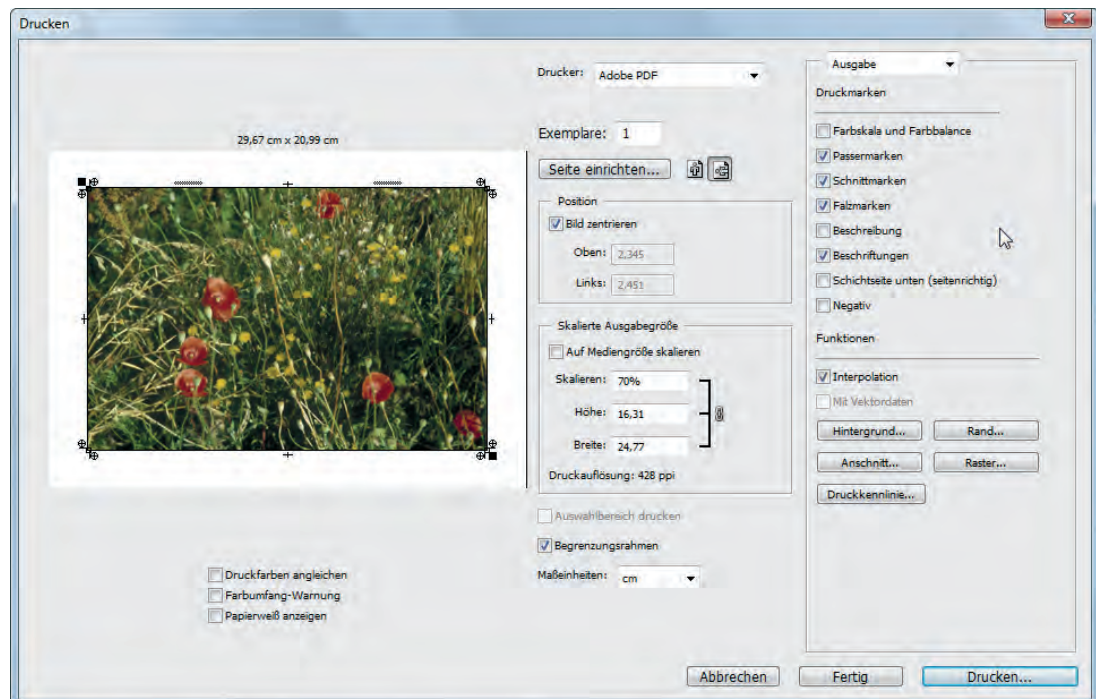 Drucken
29,67 cm x 20,99 cm
Druckfarben angleichen
Farbumfang-Warnung
Papierweiß anzeigen
Drucker: Adobe PDF
Exemplare: 1
Seite einrichten...
Position
Bild zentrieren
Oben: 2,345
Links: 2,451
Skalierte Ausgabegröße
Auf Mediengröße skalieren
Skalieren: 70%
Höhe: 16,31
Breite: 24,77
Druckauflösung: 428 ppi
Auswahlbereich drucken
Begrenzungsrahmen
Maßeinheiten: cm
Ausgabe
Druckmarken
Farbskala und Farbbalance
Passermarken
Schnittmarken
Falzmarken
Beschreibung
Beschriftungen
Schichtseite unten (seitenrichtig)
Negativ
Funktionen
Interpolation
Mit Vektordaten
Hintergrund... Rand...
Anschnitt... Raster...
Druckkennlinie...
Abbrechen Fertig Drucken...